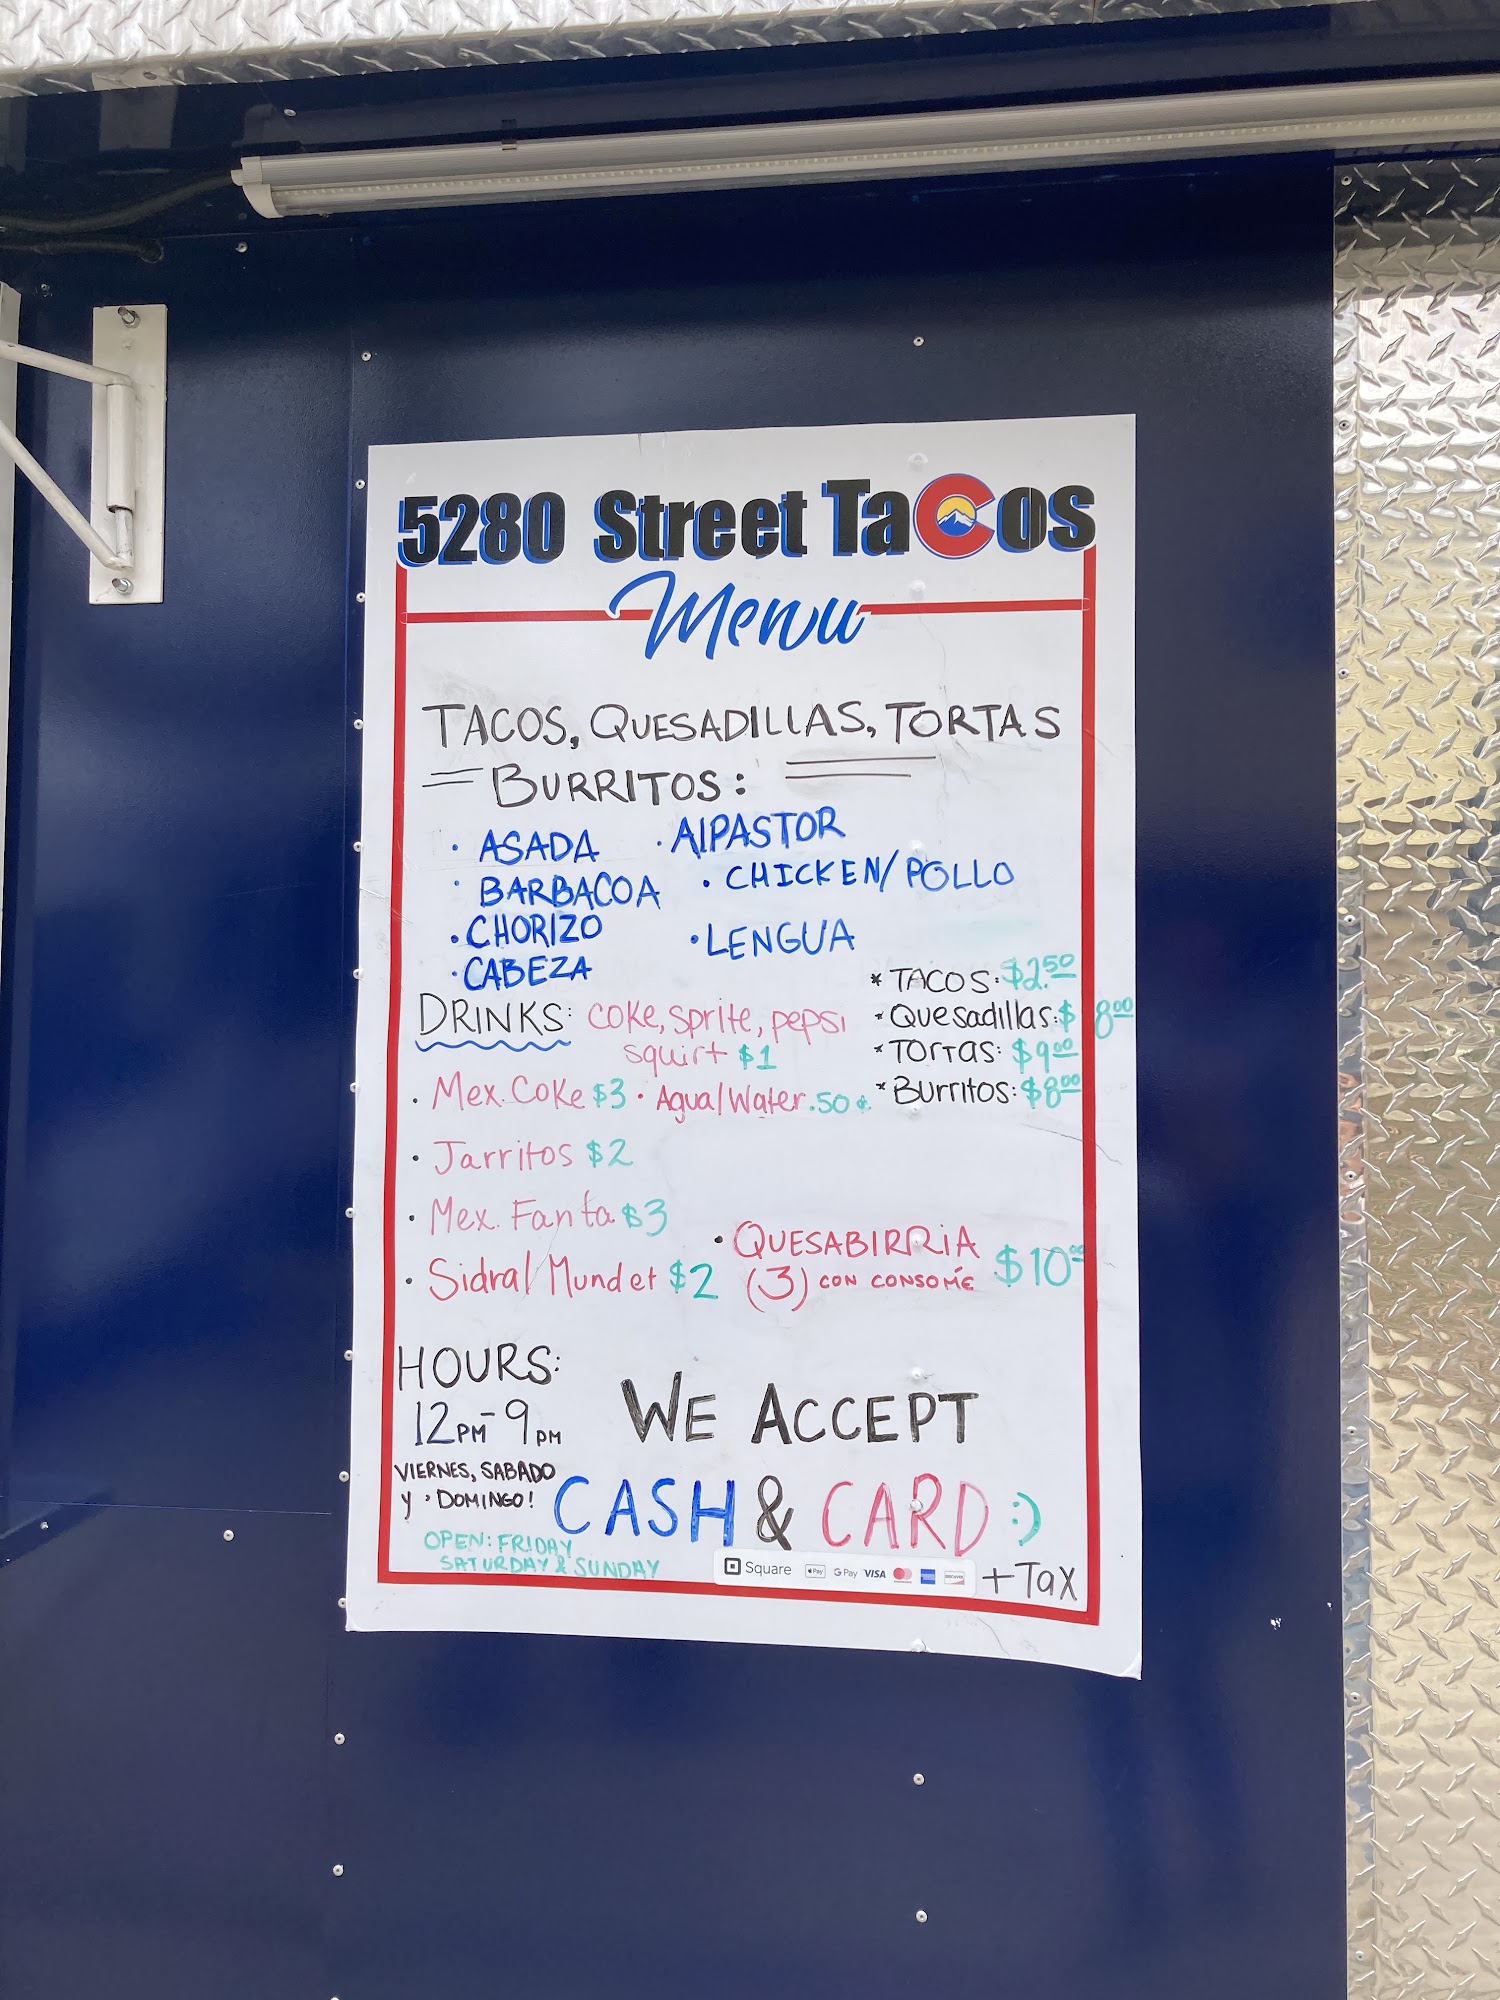 5280 Street Tacos
Menu
TACOS, QUESADILLAS, TORTAS
BURRITOS:
· ASADA · AlPASTOR
· BARBACOA · CHICKEN/POLLO
· CHORIZO · LENGUA
· CABEZA
* TACOS: $2.50
* Quesadillas: $8.00
* TOrTAS: $9.00
* Burritos: $8.00
DRINKS: COKe, sprite, pepsi
squirt $1
· Mex. Coke $3 · Agua/Water .50¢
· Jarritos $2
· Mex. Fanta $3
· Sidral Mundet $2
· QUESABIRRiA
(3) CON CONSOMÉ $10.00
HOURS:
12PM-9PM
VIERNES, SABADO
Y · DOMINGO!
OPEN: FRIDAY
SATURDAY & SUNDAY
WE ACCEPT
CASH & CARD :)
Square Pay G Pay VISA
+ Tax